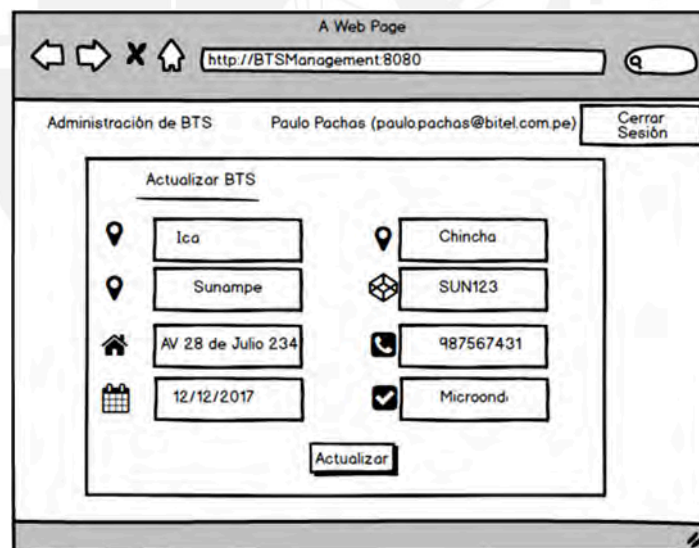 A Web Page
http://BTSManagement:8080
Administración de BTS
Paulo Pachas (paulo.pachas@bitel.com.pe)
Cerrar
Sesión
Actualizar BTS
Ica
Chincha
Sunampe
SUN123
AV 28 de Julio 234
987567431
12/12/2017
Microond
Actualizar